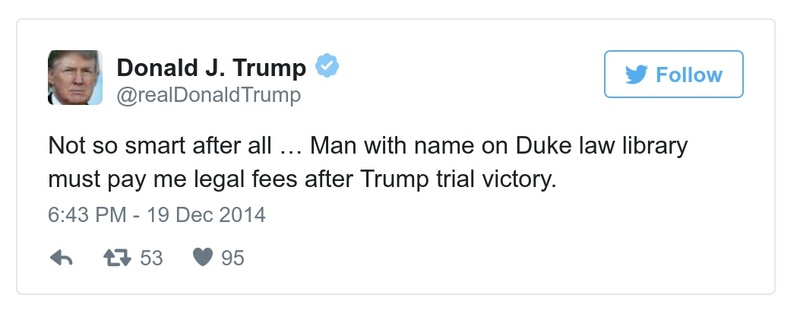 Donald J. Trump
@realDonaldTrump
Follow
Not so smart after all … Man with name on Duke law library
must pay me legal fees after Trump trial victory.
6:43 PM - 19 Dec 2014
53 95